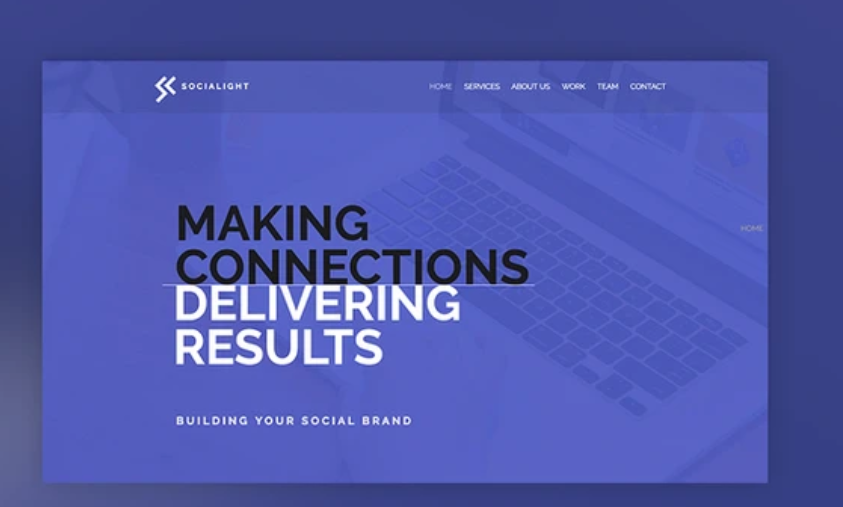 SOCIALIGHT
HOME SERVICES ABOUT US WORK TEAM CONTACT
HOME
MAKING
CONNECTIONS
DELIVERING
RESULTS
BUILDING YOUR SOCIAL BRAND